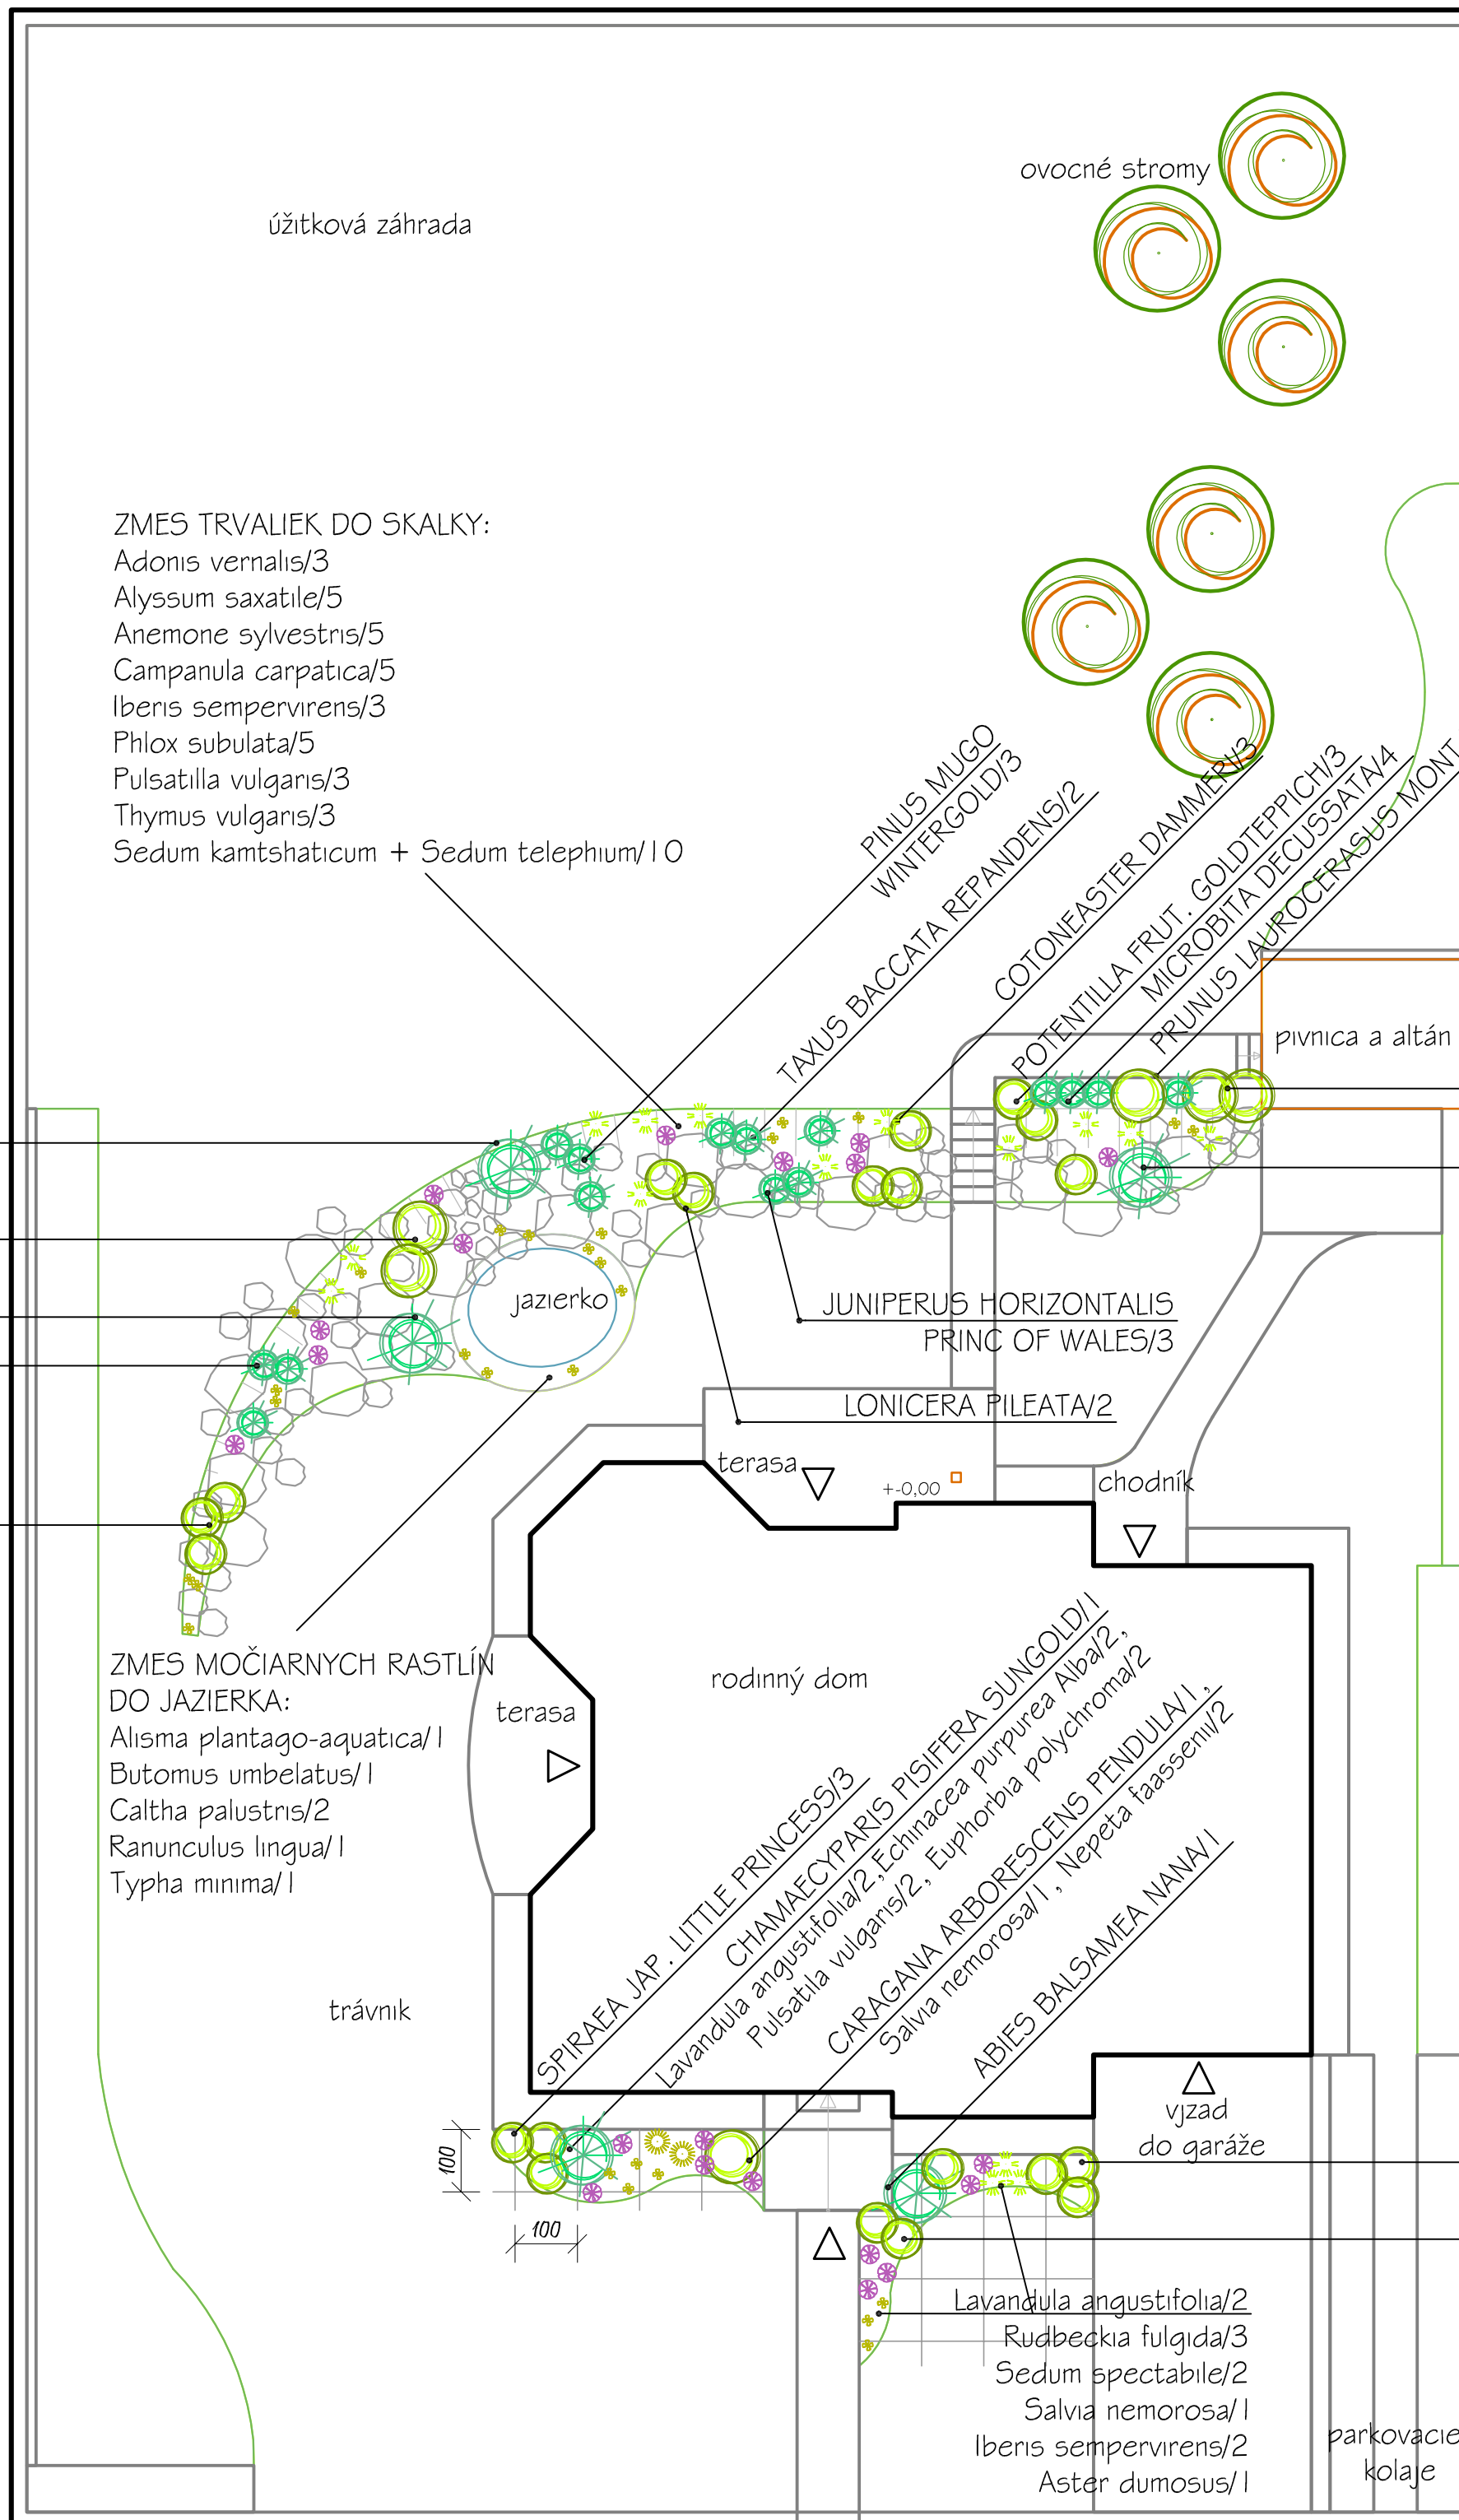 ovocné stromy
úžitková záhrada
ZMES TRVALIEK DO SKALKY:
Adonis vernalis/3
Alyssum saxatile/5
Anemone sylvestris/5
Campanula carpatica/5
Iberis sempervirens/3
Phlox subulata/5
Pulsatilla vulgaris/3
Thymus vulgaris/3
Sedum kamtshaticum + Sedum telephium/10
PINUS MUGO
WINTERGOLD/3
TAXUS BACCATA REPANDENS/2
COTONEASTER DAMMERI/3
POTENTILLA FRUT. GOLDTEPPICH/3
MICROBITA DECUSSATA/4
PRUNUS LAUROCERASUS MONT
pivnica a altán
jazierko
JUNIPERUS HORIZONTALIS
PRINC OF WALES/3
LONICERA PILEATA/2
terasa
+-0,00
chodník
ZMES MOČIARNYCH RASTLÍN
DO JAZIERKA:
Alisma plantago-aquatica/1
Butomus umbelatus/1
Caltha palustris/2
Ranunculus lingua/1
Typha minima/1
terasa
rodinný dom
trávnik
SPIRAEA JAP. LITTLE PRINCESS/3
CHAMAECYPARIS PISIFERA SUNGOLD/1
Lavandula angustifolia/2,Echinacea purpurea Alba/2,
Pulsatila vulgaris/2, Euphorbia polychroma/2
CARAGANA ARBORESCENS PENDULA/1,
Salvia nemorosa/1, Nepeta faassenii/2
ABIES BALSAMEA NANA/1
vjzad
do garáže
100
100
Lavandula angustifolia/2
Rudbeckia fulgida/3
Sedum spectabile/2
Salvia nemorosa/1
Iberis sempervirens/2
Aster dumosus/1
parkovacie
kolaje